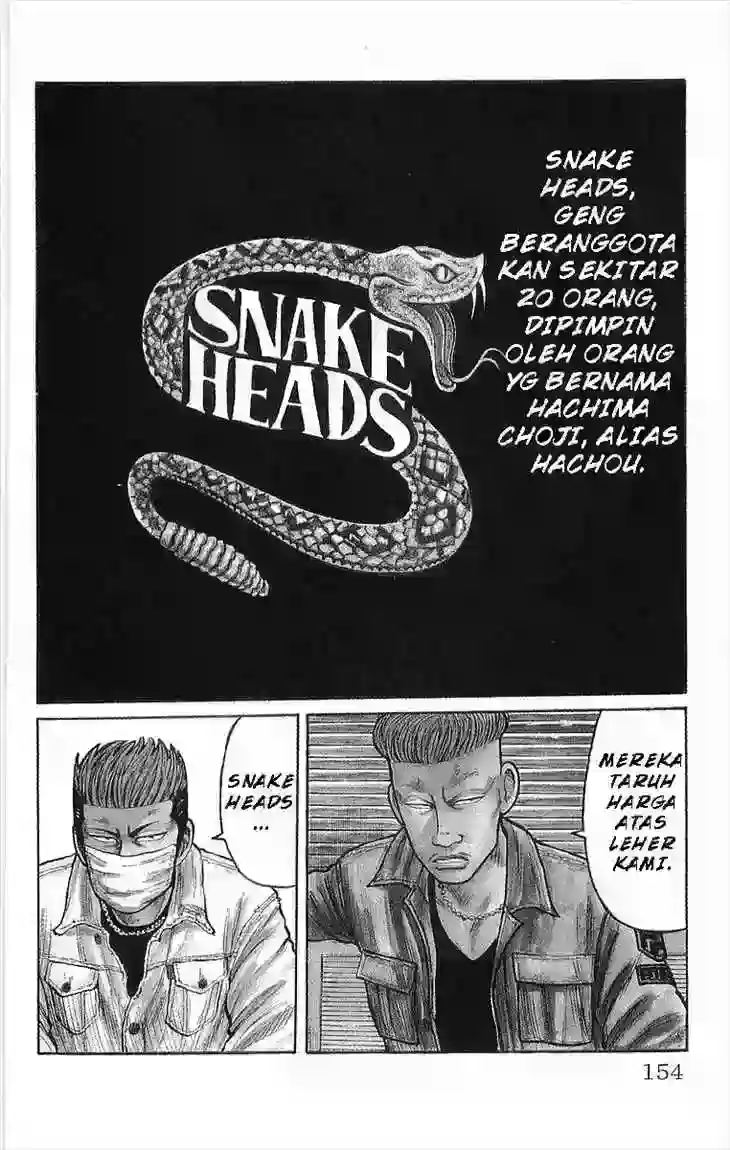 SNAKE
HEADS,
GENG
BERANGGOTA
KAN SEKITAR
20 ORANG,
DIPIMPIN
OLEH ORANG
YG BERNAMA
HACHIMA
CHOJI, ALIAS
HACHOU.
SNAKE
HEADS
MEREKA
TARUH
HARGA
ATAS
LEHER
KAMI.
SNAKE
HEADS
...
154